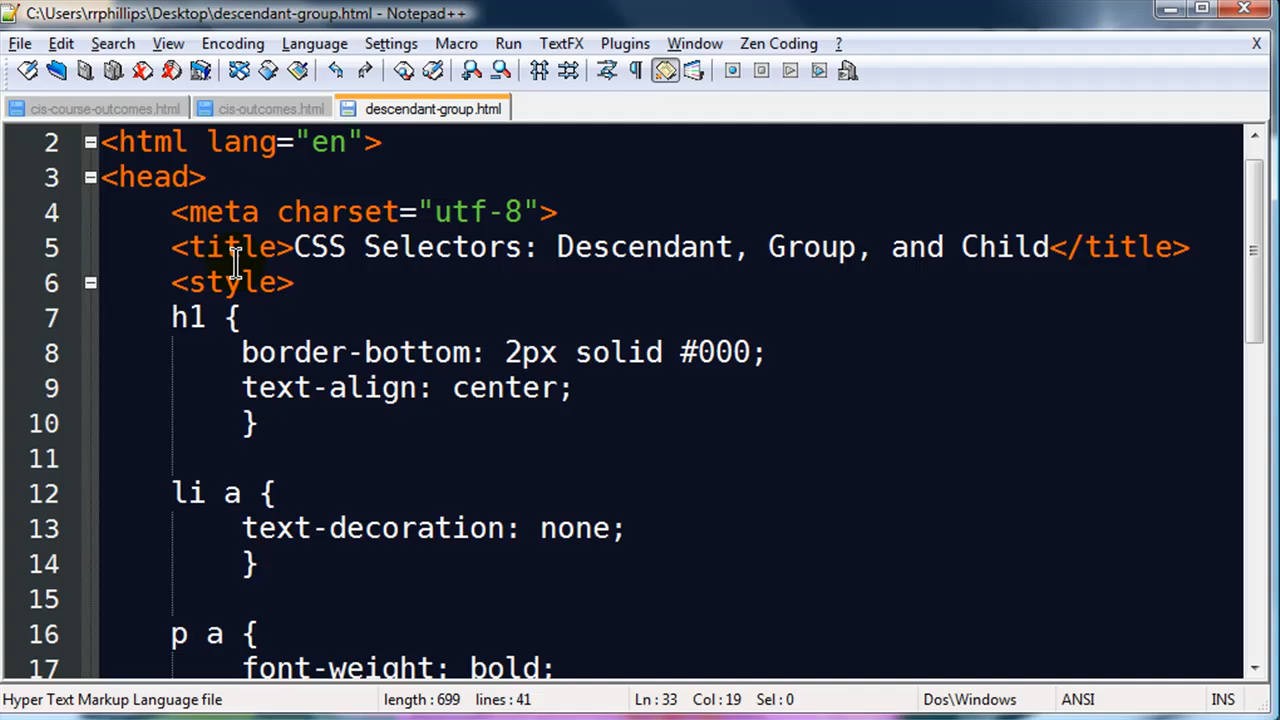 C:\Users\rrphillips\Desktop\descendant-group.html - Notepad++
File Edit Search View Encoding Language Settings Macro Run TextFX Plugins Window Zen Coding ? X
cis-course-outcomes.html cis-outcomes.html descendant-group.html
2 <html lang="en">
3 <head>
4 <meta charset="utf-8">
5 <title>CSS Selectors: Descendant, Group, and Child</title>
6 <style>
7 h1 {
8 border-bottom: 2px solid #000;
9 text-align: center;
10 }
11
12 li a {
13 text-decoration: none;
14 }
15
16 p a {
17 font-weight: bold;
Hyper Text Markup Language file length : 699 lines : 41 Ln : 33 Col : 19 Sel : 0 Dos\Windows ANSI INS